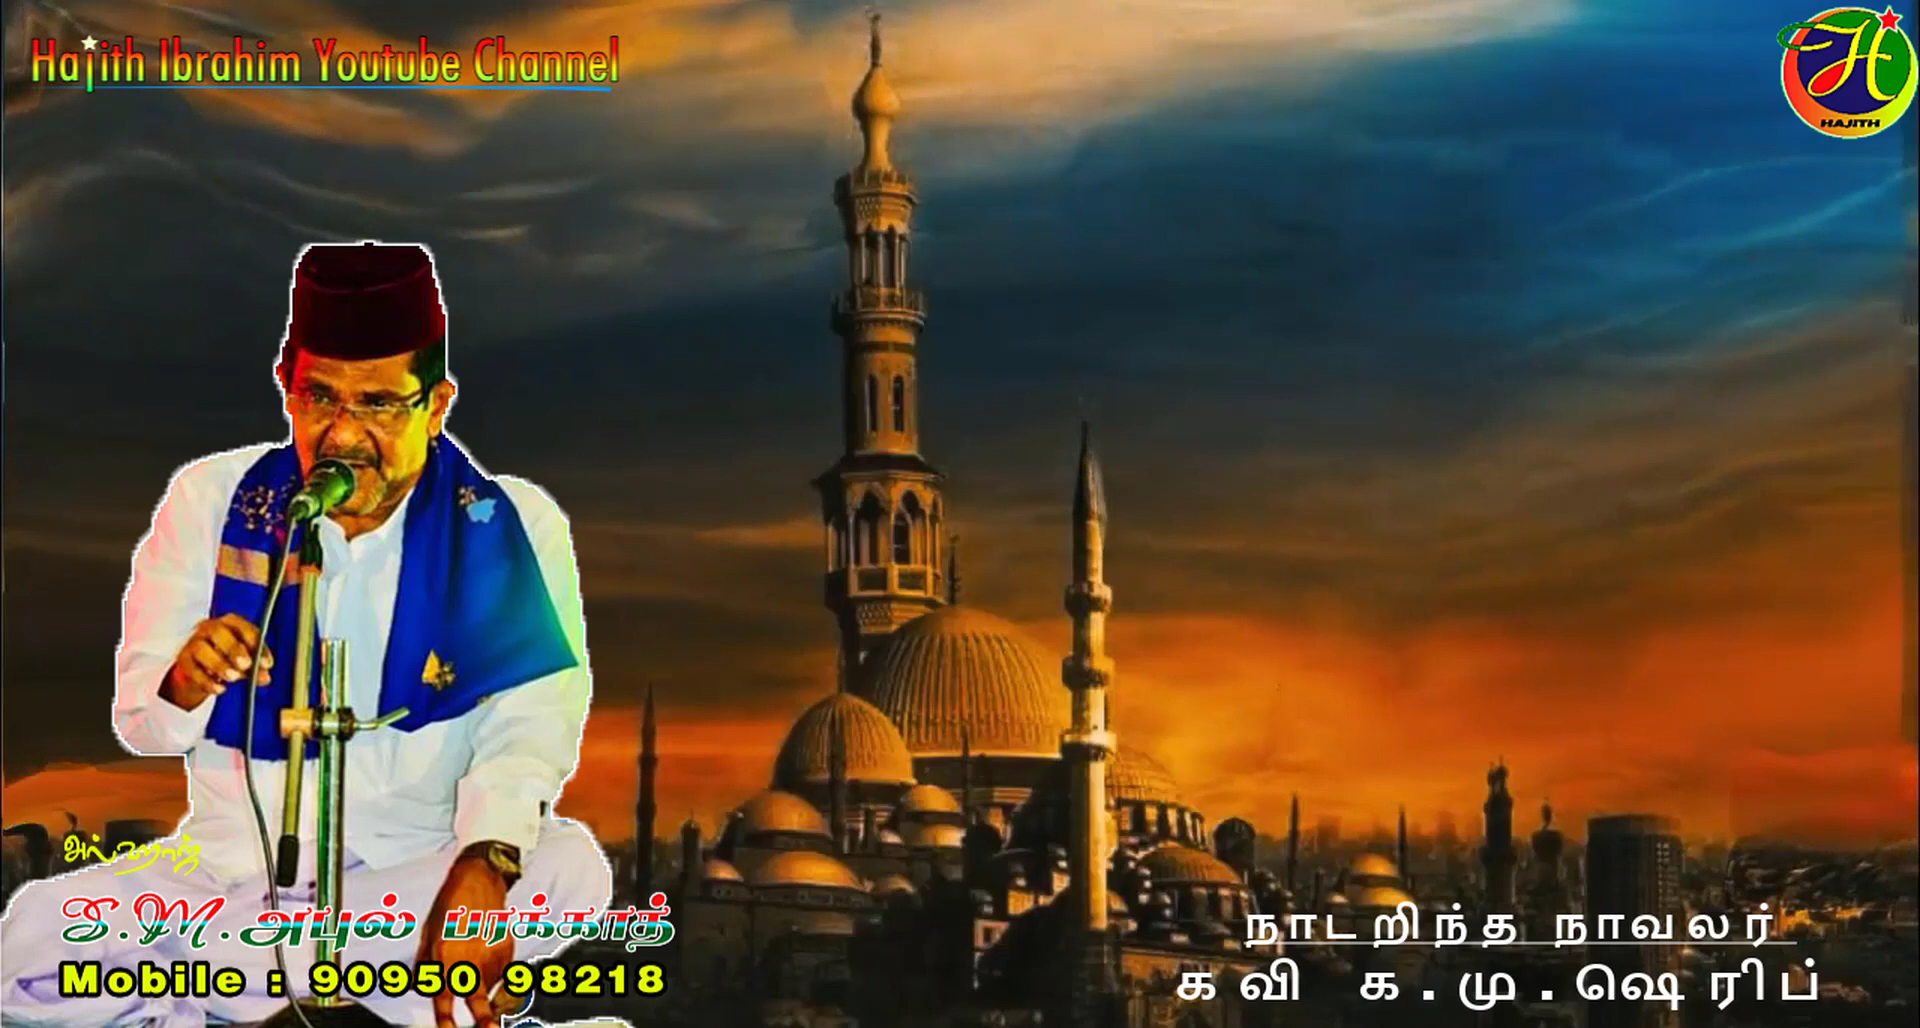 Hajith Ibrahim Youtube Channel
HAJITH
அல்ஹாஜ்
S.M.அபுல் பரக்காத்
Mobile : 90950 98218
நாடறிந்த நாவலர்
கவி க.மு.ஷெரிப்